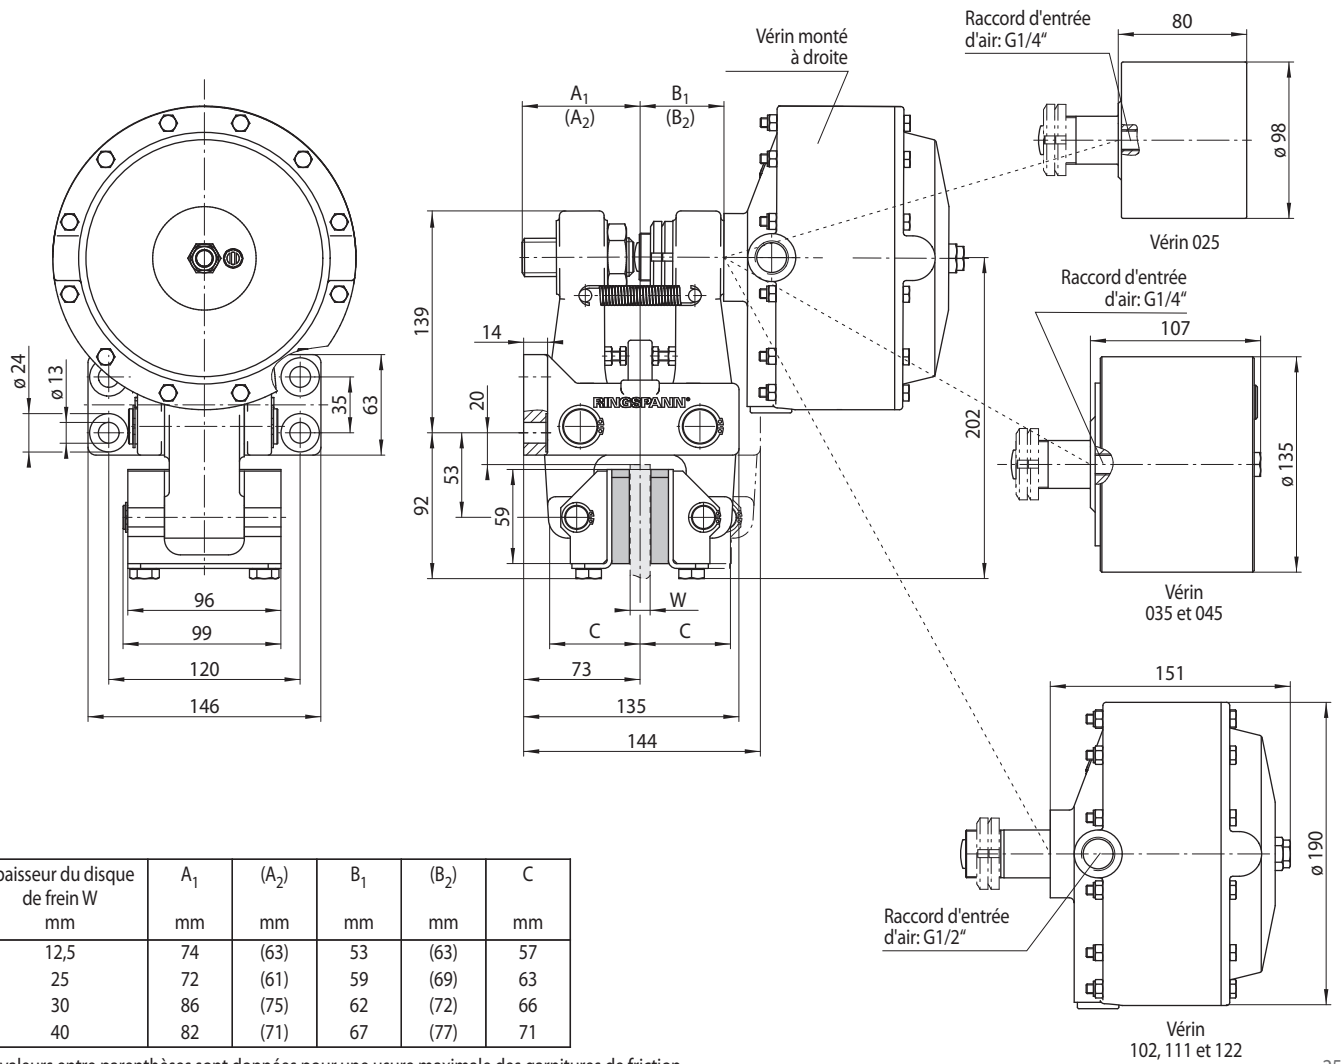 Raccord d'entrée
d'air: G1/4“
80
Vérin monté
à droite
A1
(A2)
B1
(B2)
ø 98
Vérin 025
Raccord d'entrée
d'air: G1/4“
107
139
14
ø 24
ø 13
35
63
20
RINGSPANN®
202
ø 135
53
92
59
Vérin
035 et 045
96
W
99
C
C
120
73
151
146
135
144
ø 190
Raccord d'entrée
d'air: G1/2“
Vérin
102, 111 et 122
paisseur du disque A1 (A2) B1 (B2) C
de frein W
mm mm mm mm mm mm
12,5 74 (63) 53 (63) 57
25 72 (61) 59 (69) 63
30 86 (75) 62 (72) 66
40 82 (71) 67 (77) 71